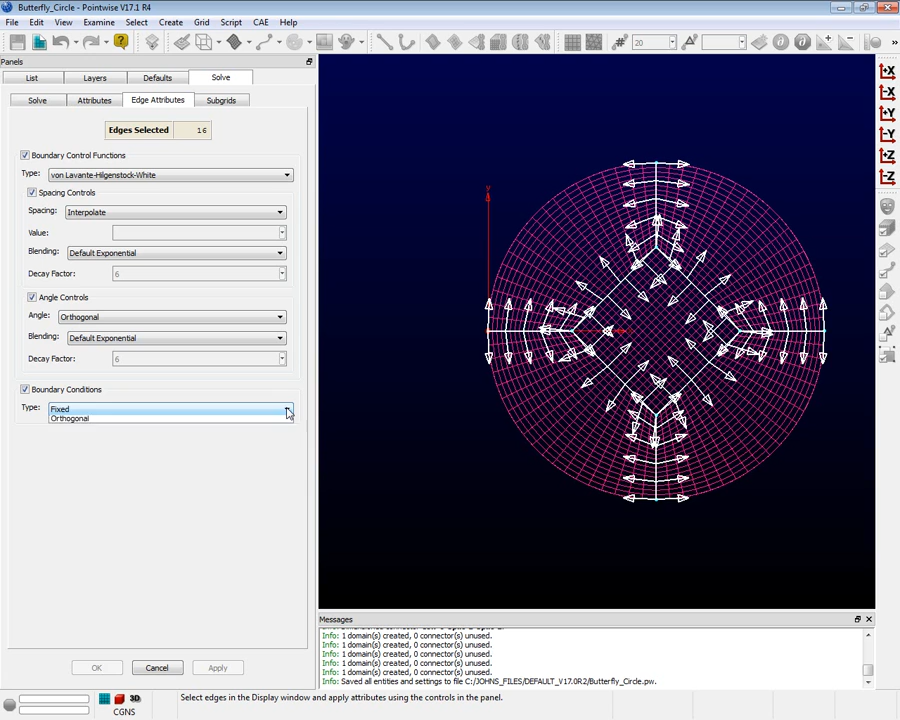 Butterfly_Circle - Pointwise V17.1 R4
File Edit View Examine Select Create Grid Script CAE Help
20
»
Panels
List Layers Defaults Solve
Solve Attributes Edge Attributes Subgrids
Edges Selected 16
Boundary Control Functions
Type: von Lavante-Hilgenstock-White
Spacing Controls
Spacing: Interpolate
Value:
Blending: Default Exponential
Decay Factor: 6
Angle Controls
Angle: Orthogonal
Blending: Default Exponential
Decay Factor: 6
Boundary Conditions
Type: Fixed
Orthogonal
OK Cancel Apply
Y
+X
-X
+Y
-Y
+Z
-Z
Messages
Info: 1 domain(s) created, 0 connector(s) unused.
Info: 1 domain(s) created, 0 connector(s) unused.
Info: 1 domain(s) created, 0 connector(s) unused.
Info: 1 domain(s) created, 0 connector(s) unused.
Info: 1 domain(s) created, 0 connector(s) unused.
Info: Saved all entities and settings to file C:/JOHNS_FILES/DEFAULT_V17.0R2/Butterfly_Circle.pw.
3D
CGNS
Select edges in the Display window and apply attributes using the controls in the panel.